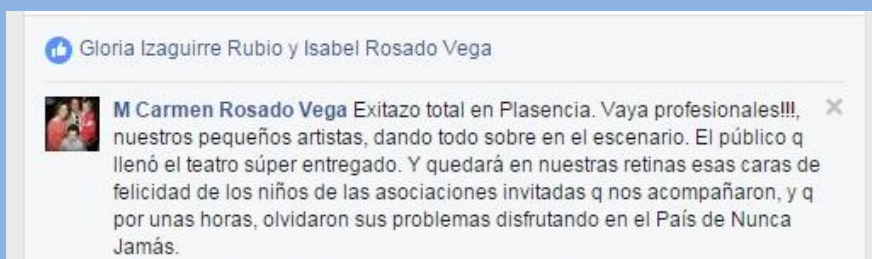 Gloria Izaguirre Rubio y Isabel Rosado Vega
M Carmen Rosado Vega Exitazo total en Plasencia. Vaya profesionales!!!,
nuestros pequeños artistas, dando todo sobre en el escenario. El público q
llenó el teatro súper entregado. Y quedará en nuestras retinas esas caras de
felicidad de los niños de las asociaciones invitadas q nos acompañaron, y q
por unas horas, olvidaron sus problemas disfrutando en el País de Nunca
Jamás.